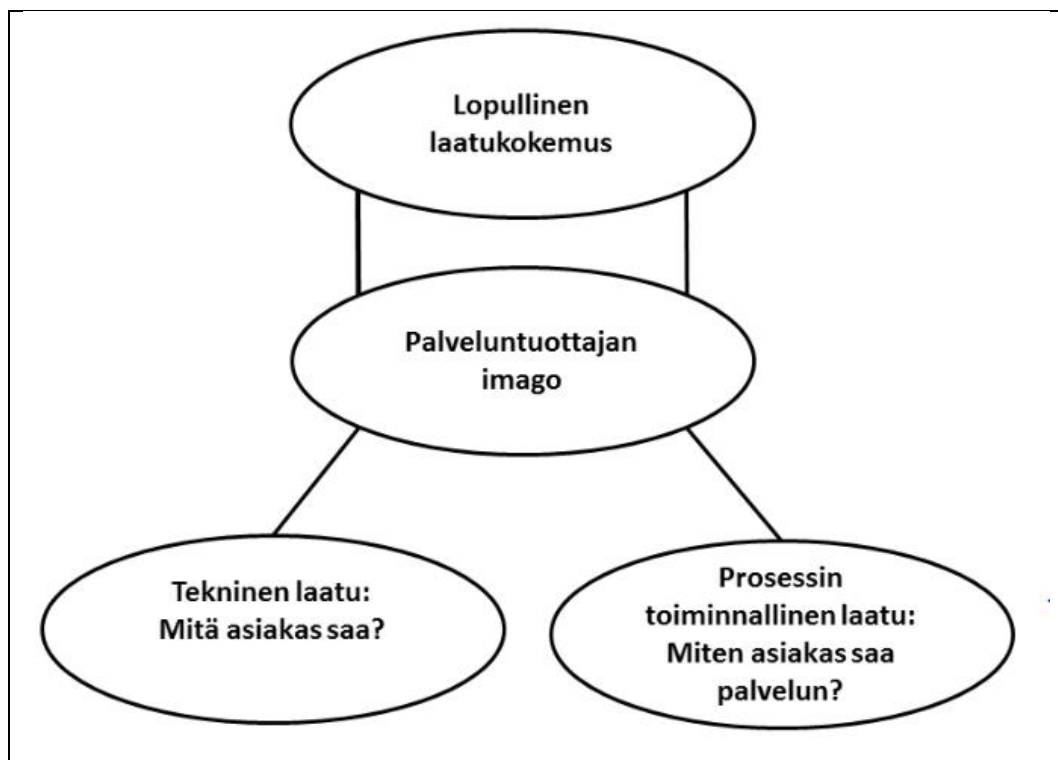 Lopullinen
laatukokemus
Palveluntuottajan
imago
Tekninen laatu:
Mitä asiakas saa?
Prosessin
toiminnallinen laatu:
Miten asiakas saa
palvelun?